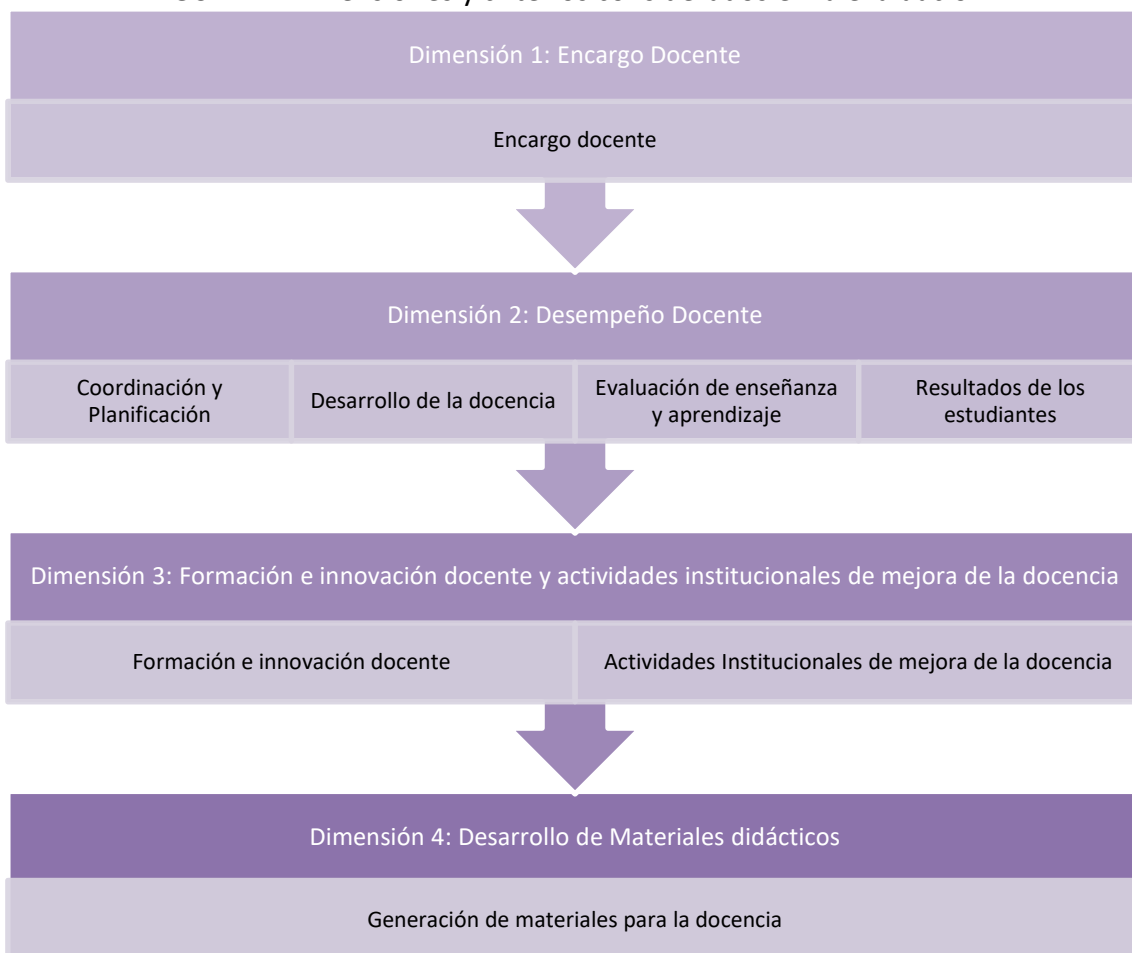 Dimensión 1: Encargo Docente
Encargo docente
Dimensión 2: Desempeño Docente
Coordinación y
Planificación
Desarrollo de la docencia
Evaluación de enseñanza
y aprendizaje
Resultados de los
estudiantes
Dimensión 3: Formación e innovación docente y actividades institucionales de mejora de la docencia
Formación e innovación docente
Actividades Institucionales de mejora de la docencia
Dimensión 4: Desarrollo de Materiales didácticos
Generación de materiales para la docencia